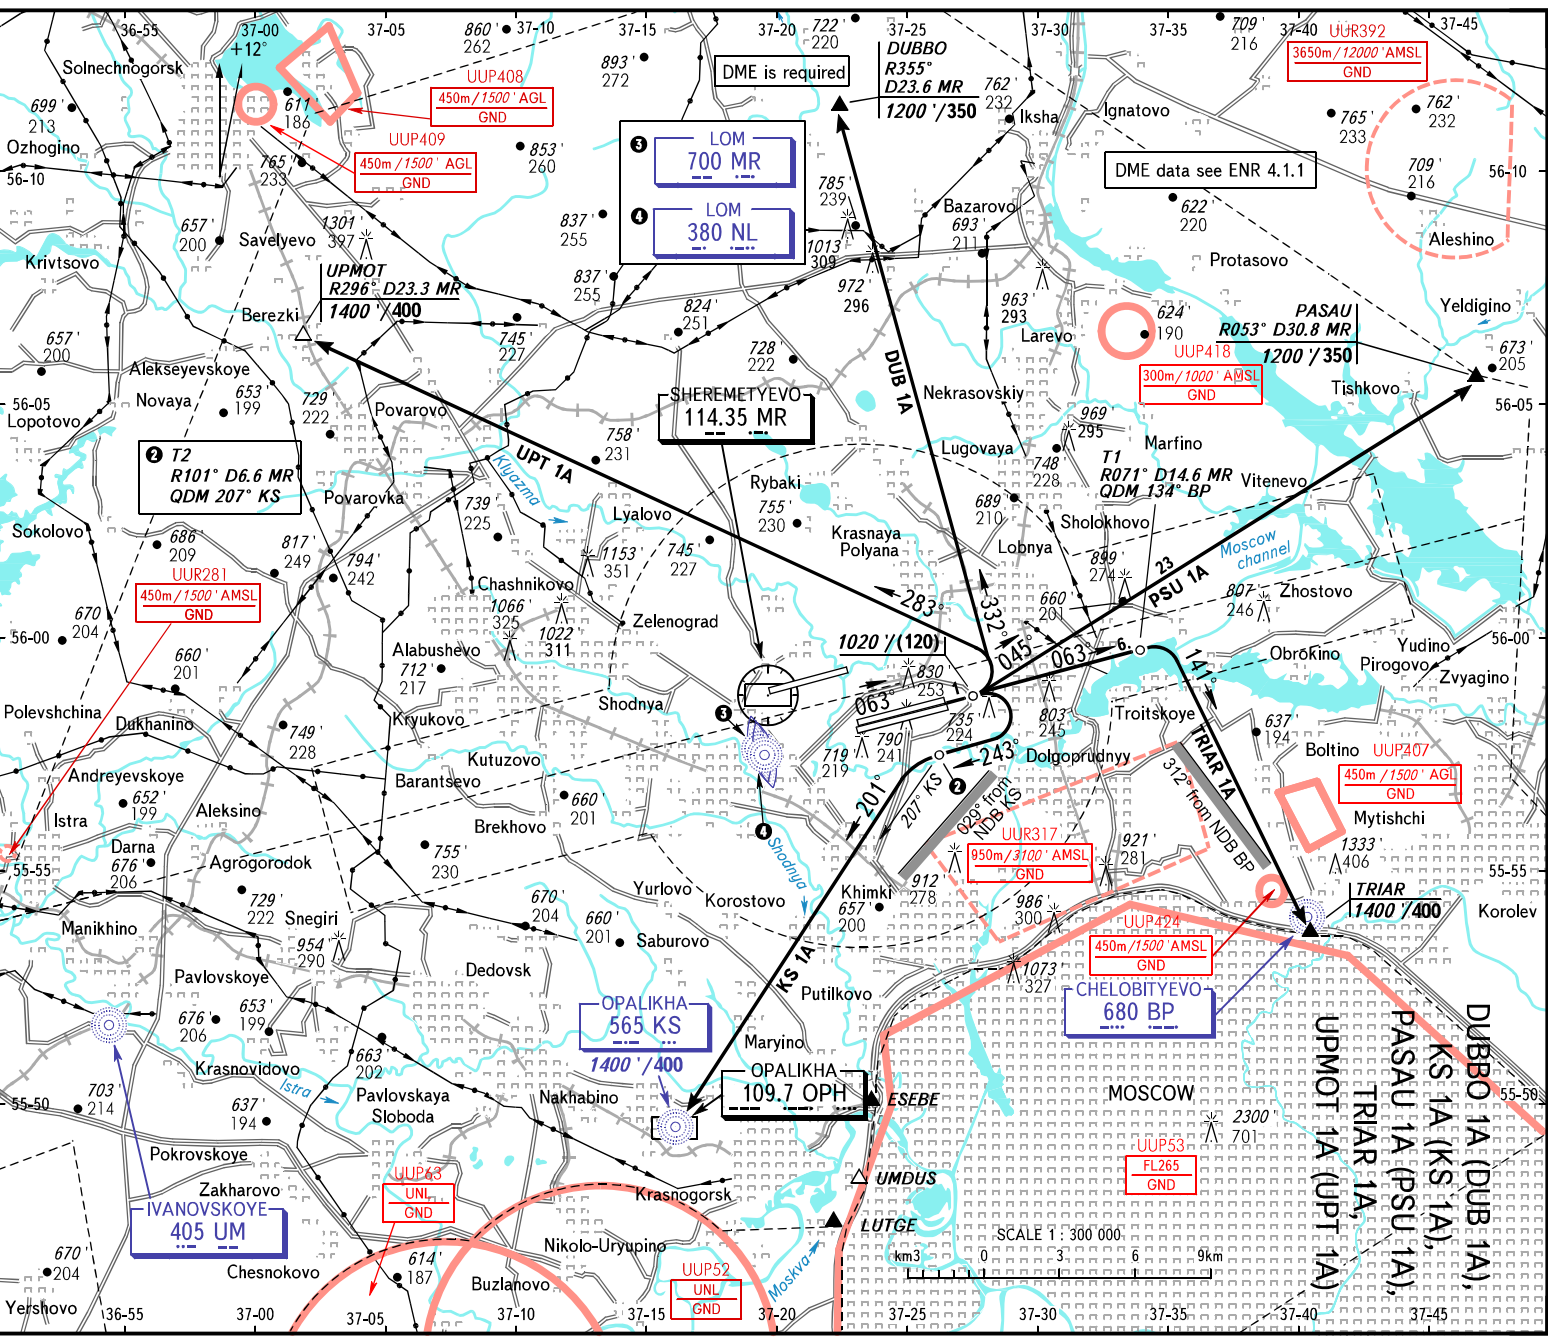 36-55
37-00
37-05
37-10
37-15
37-20
37-25
37-30
37-35
37-40
37-45
+12°
Solnechnogorsk
860'
262
722'
220
709'
216
UUR392
3650m/12000' AMSL
GND
DUBBO
R355°
D23.6 MR
1200'/350
DME is required
893'
272
UUP408
450m/1500' AGL
GND
611'
186
699'
213
762'
232
Iksha
Ignatovo
765'
233
762'
232
UUP409
450m/1500' AGL
GND
Ozhogino
56-10
765'
233
853'
260
❸ LOM
700 MR
❹ LOM
380 NL
DME data see ENR 4.1.1
709'
216
56-10
785'
239
Bazarovo
693'
211
622'
220
657'
200
Savelyevo
1301'
397
837'
255
1013'
309
Aleshino
Krivtsovo
Protasovo
UPMOT
R296° D23.3 MR
1400'/400
837'
255
972'
296
963'
293
624'
190
Yeldigino
PASAU
R053° D30.8 MR
1200'/350
Berezki
824'
251
745'
227
Larevo
657'
200
728'
222
UUP418
300m/1000' AMSL
GND
673'
205
Alekseyevskoye
DUB 1A
Tishkovo
Novaya
653'
199
729'
222
Povarovo
SHEREMETYEVO
114.35 MR
Nekrasovskiy
56-05
Lopotovo
56-05
969'
295
Marfino
❷ T2
R101° D6.6 MR
QDM 207° KS
UPT 1A
758'
231
Lugovaya
748'
228
T1
R071° D14.6 MR
QDM 134° BP
Klyazma
Povarovka
Rybaki
755'
230
689'
210
Vitenevo
739'
225
Lyalovo
Krasnaya
Polyana
Sholokhovo
Sokolovo
686'
209
817'
249
794'
242
1153'
351
745'
227
Lobnya
Moscow
channel
899'
274
UUR281
450m/1500' AMSL
GND
Chashnikovo
23
PSU 1A
807'
246
Zhostovo
670'
204
1066'
325
1022'
311
Zelenograd
283°
332°
660'
201
56-00
1020'/(120)
045°
063°
6
Yudino
Alabushevo
Obrokino
Pirogovo
660'
201
712'
217
830'
253
Zvyagino
141°
Polevshchina
Dukhanino
Kryukovo
Shodnya
❸
063°
735'
224
803'
245
Troitskoye
749'
228
790'
241
637'
194
719'
219
243°
Dolgoprudnyy
Boltino
UUP407
450m/1500' AGL
GND
Kutuzovo
TRIAR 1A
Andreyevskoye
Barantsevo
201°
207° KS
❷
312° from NDB BP
652'
199
Aleksino
660'
201
029° from
NDB KS
Istra
Brekhovo
❹
UUR317
950m/3100' AMSL
GND
Mytishchi
Darna
676'
206
Agrogorodok
755'
230
Shodnya
921'
281
1333'
406
55-55
55-55
729'
222
Yurlovo
Khimki
912'
278
TRIAR
1400'/400
Snegiri
670'
204
Korostovo
657'
200
986'
300
Korolev
Manikhino
660'
201
Saburovo
UUP424
450m/1500' AMSL
GND
954'
290
KS 1A
Pavlovskoye
Dedovsk
1073'
327
Putilkovo
OPALIKHA
565 KS
1400'/400
CHELOBITYEVO
680 BP
676'
206
653'
199
Maryino
Krasnovidovo
663'
202
OPALIKHA
109.7 OPH
Istra
Pavlovskaya
Sloboda
Nakhabino
MOSCOW
703'
214
55-50
ESEBE
55-50
637'
194
2300'
701
Pokrovskoye
UUP53
FL265
GND
UUP63
UNL
GND
UMDUS
Zakharovo
IVANOVSKOYE
405 UM
Krasnogorsk
LUTGE
SCALE 1 : 300 000
Nikolo-Uryupino
km3 0 3 6 9km
670'
204
Chesnokovo
614'
187
Buzlanovo
UUP52
UNL
GND
Moskva
Yershovo
DUBBO 1A (DUB 1A),
KS 1A (KS 1A),
PASAU 1A (PSU 1A),
TRIAR 1A,
UPMOT 1A (UPT 1A)
36-55
37-00
37-05
37-10
37-15
37-20
37-25
37-30
37-35
37-40
37-45